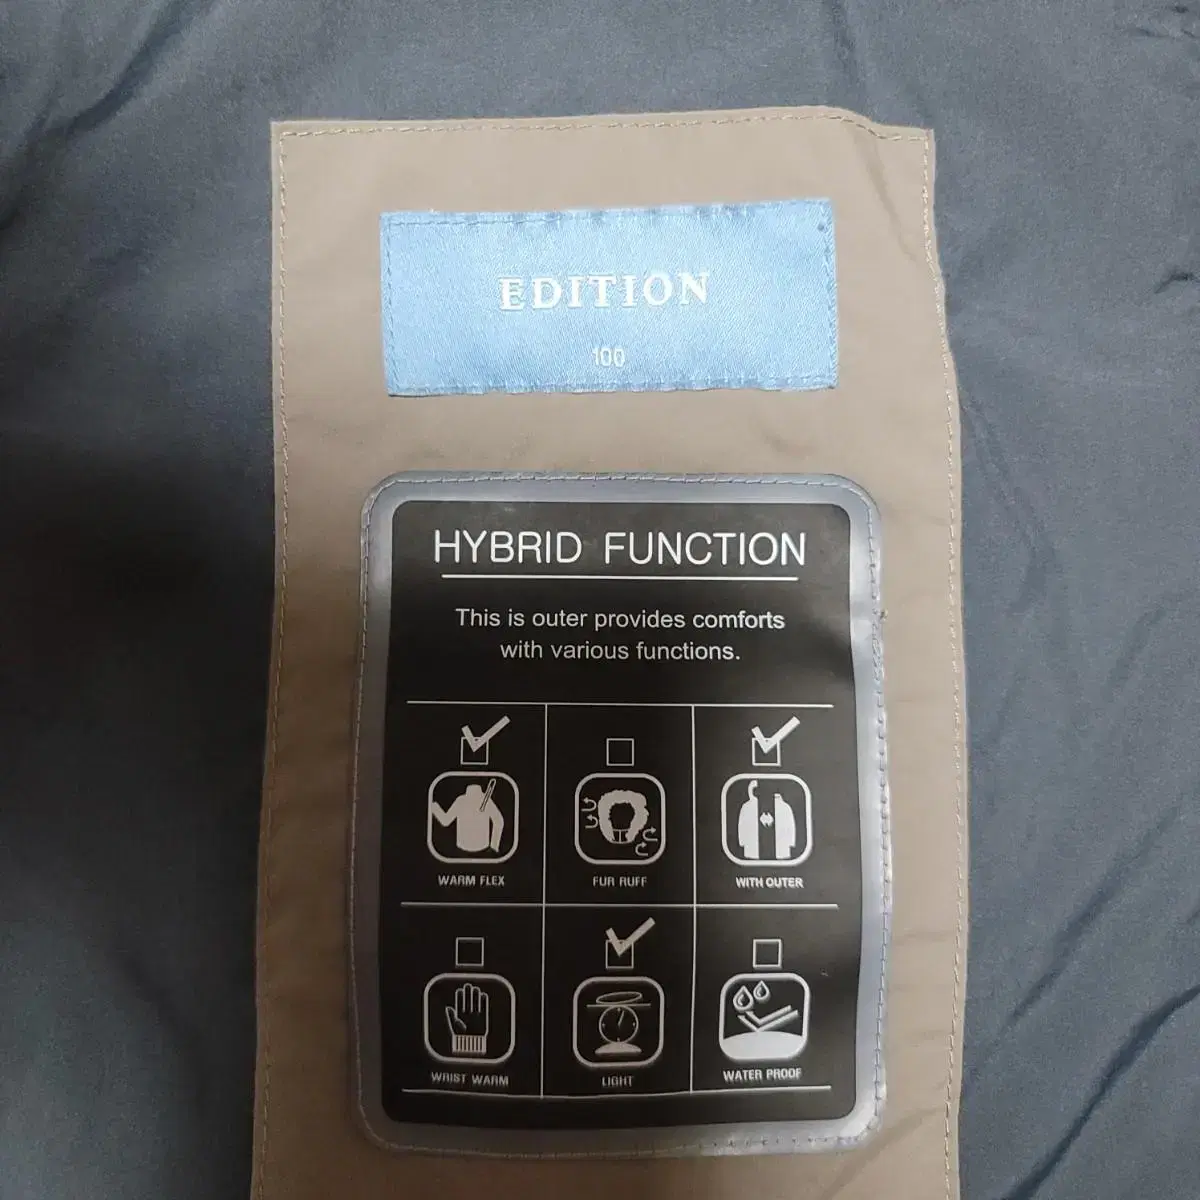 EDITION
100
HYBRID FUNCTION
This is outer provides comforts
with various functions.
WARM FLEX
FUR RUFF
WITH OUTER
WRIST WARM
LIGHT
WATER PROOF